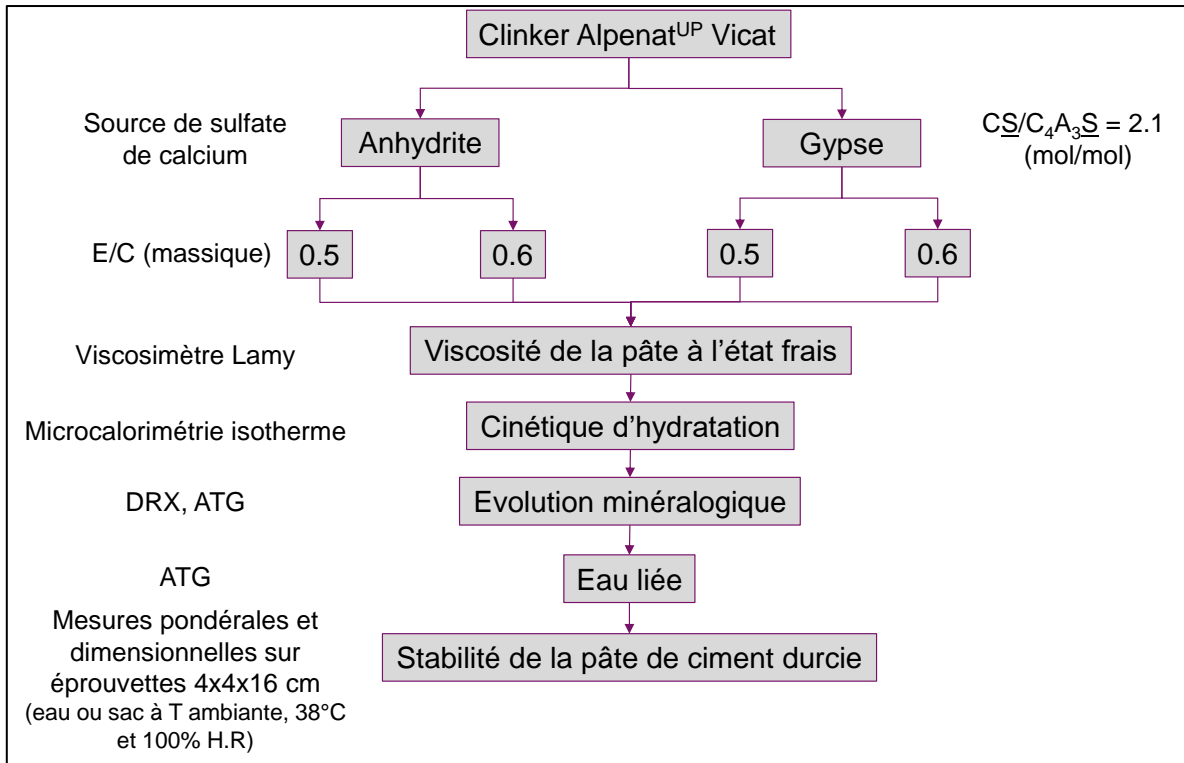 Clinker Alpenat^UP Vicat
Source de sulfate
de calcium
Anhydrite
Gypse
CS/C₄A₃S = 2.1
(mol/mol)
E/C (massique)
0.5
0.6
0.5
0.6
Viscosimètre Lamy
Viscosité de la pâte à l'état frais
Microcalorimétrie isotherme
Cinétique d'hydratation
DRX, ATG
Evolution minéralogique
ATG
Eau liée
Mesures pondérales et
dimensionnelles sur
éprouvettes 4x4x16 cm
(eau ou sac à T ambiante, 38°C
et 100% H.R)
Stabilité de la pâte de ciment durcie